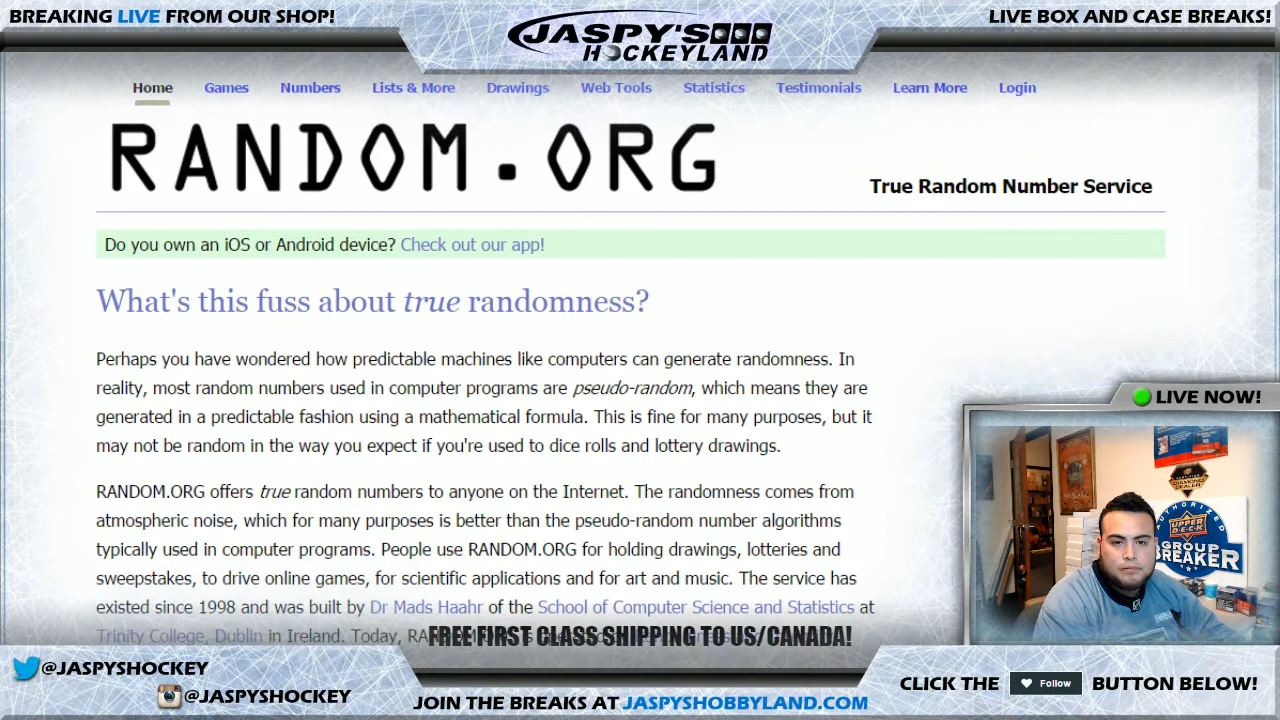 BREAKING LIVE FROM OUR SHOP!
JASPY'S
HOCKEYLAND
LIVE BOX AND CASE BREAKS!
Home Games Numbers Lists & More Drawings Web Tools Statistics Testimonials Learn More Login
RANDOM.ORG
True Random Number Service
Do you own an iOS or Android device? Check out our app!
What's this fuss about true randomness?
Perhaps you have wondered how predictable machines like computers can generate randomness. In
reality, most random numbers used in computer programs are pseudo-random, which means they are
generated in a predictable fashion using a mathematical formula. This is fine for many purposes, but it
may not be random in the way you expect if you're used to dice rolls and lottery drawings.
RANDOM.ORG offers true random numbers to anyone on the Internet. The randomness comes from
atmospheric noise, which for many purposes is better than the pseudo-random number algorithms
typically used in computer programs. People use RANDOM.ORG for holding drawings, lotteries and
sweepstakes, to drive online games, for scientific applications and for art and music. The service has
existed since 1998 and was built by Dr Mads Haahr of the School of Computer Science and Statistics at
Trinity College, Dublin in Ireland. Today,
FREE FIRST CLASS SHIPPING TO US/CANADA!
LIVE NOW!
DIAMOND
DEALER
AUTHORIZED
UPPER
DECK
GROUP
BREAKER
@JASPYSHOCKEY
@JASPYSHOCKEY
JOIN THE BREAKS AT JASPYSHOBBYLAND.COM
CLICK THE Follow BUTTON BELOW!